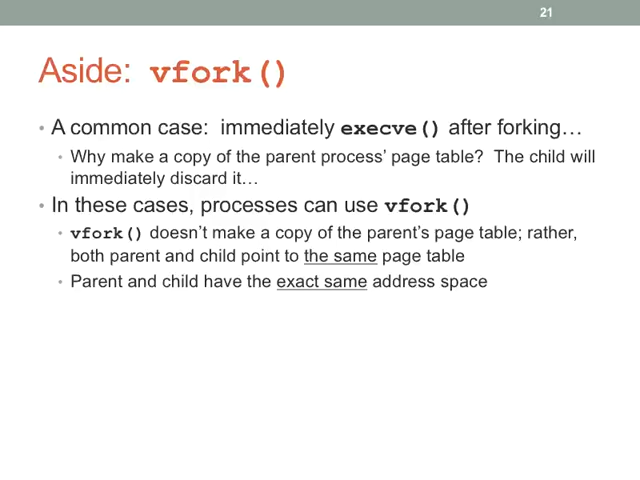 21
Aside: vfork()
• A common case: immediately execve() after forking…
• Why make a copy of the parent process’ page table? The child will
immediately discard it…
• In these cases, processes can use vfork()
• vfork() doesn’t make a copy of the parent’s page table; rather,
both parent and child point to the same page table
• Parent and child have the exact same address space